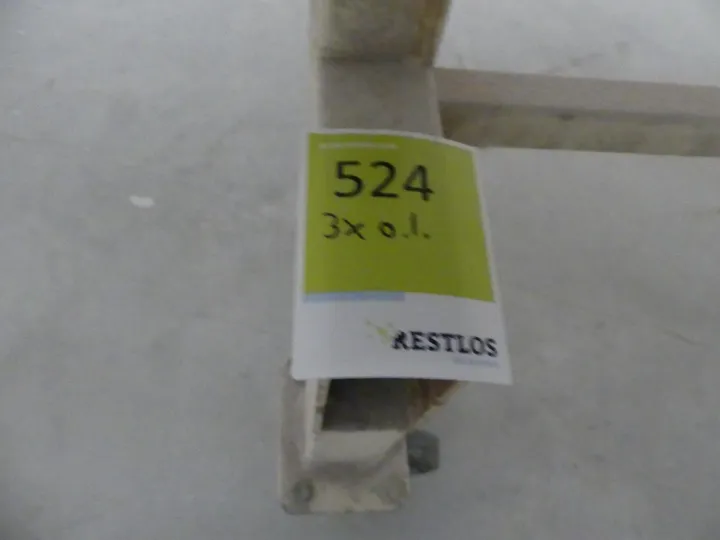 524
3x o.l.
RESTLOS